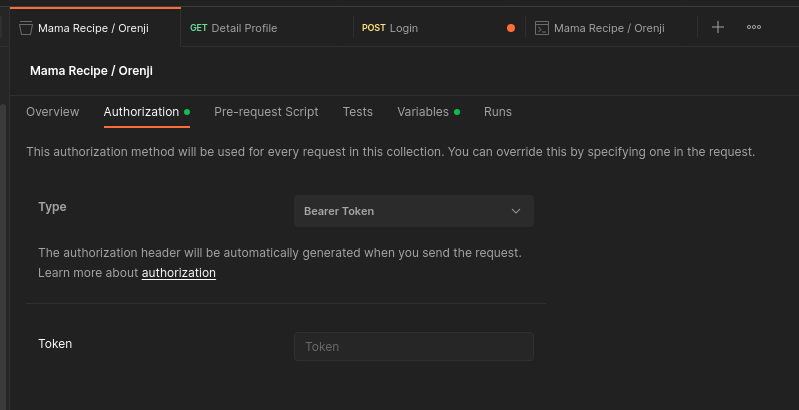 Mama Recipe / Orenji GET Detail Profile POST Login Mama Recipe / Orenji
Mama Recipe / Orenji
Overview Authorization Pre-request Script Tests Variables Runs
This authorization method will be used for every request in this collection. You can override this by specifying one in the request.
Type Bearer Token
The authorization header will be automatically generated when you send the request.
Learn more about authorization
Token Token